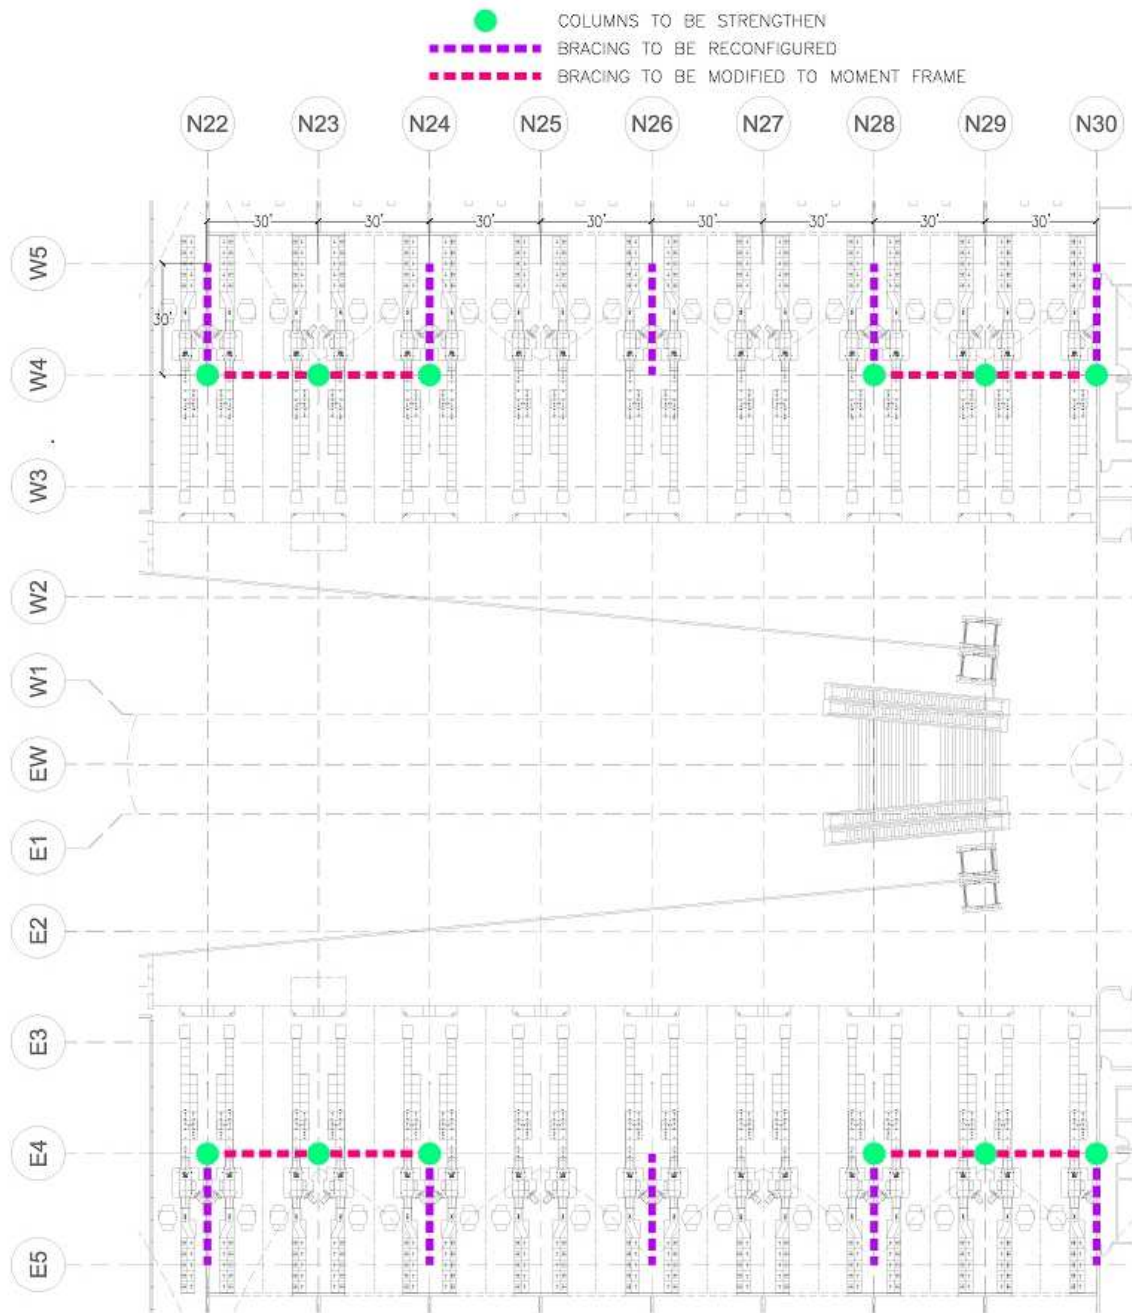 COLUMNS TO BE STRENGTHEN
BRACING TO BE RECONFIGURED
BRACING TO BE MODIFIED TO MOMENT FRAME
N22 N23 N24 N25 N26 N27 N28 N29 N30
30' 30' 30' 30' 30' 30' 30' 30'
W5
30'
W4
W3
W2
W1
EW
E1
E2
E3
E4
E5